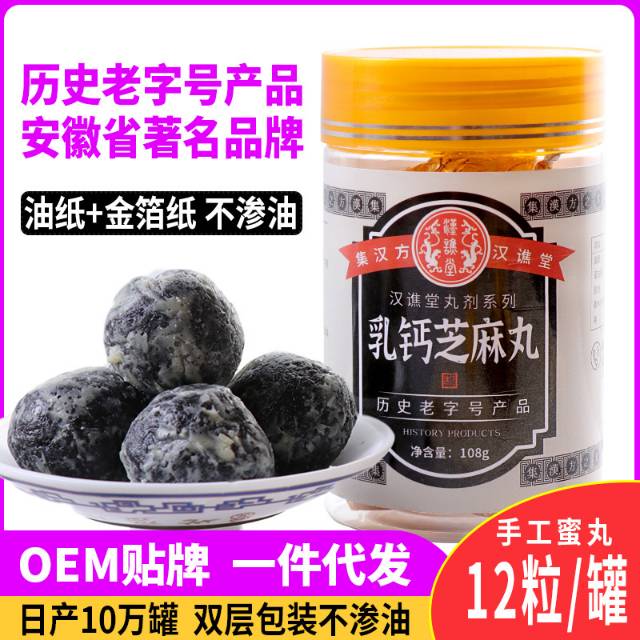 历史老字号产品
安徽省著名品牌
油纸+金箔纸 不渗油
集汉方
漢譙堂
汉谯堂
汉谯堂丸剂系列
乳钙芝麻丸
历史老字号产品
HISTORY PRODUCTS
净含量：108g
手工蜜丸
12粒/罐
OEM贴牌 一件代发
日产10万罐 双层包装不渗油